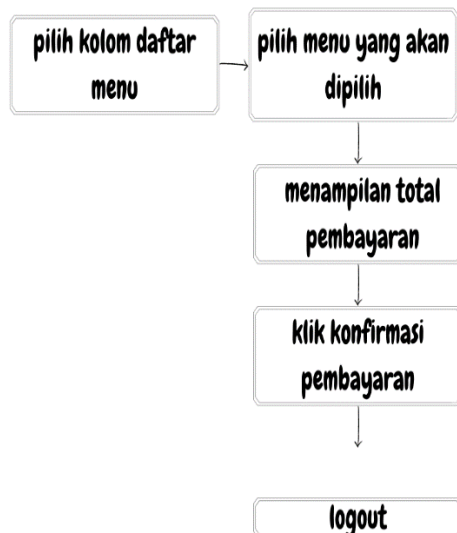 pilih kolom daftar
menu
pilih menu yang akan
dipilih
menampilan total
pembayaran
klik konfirmasi
pembayaran
logout